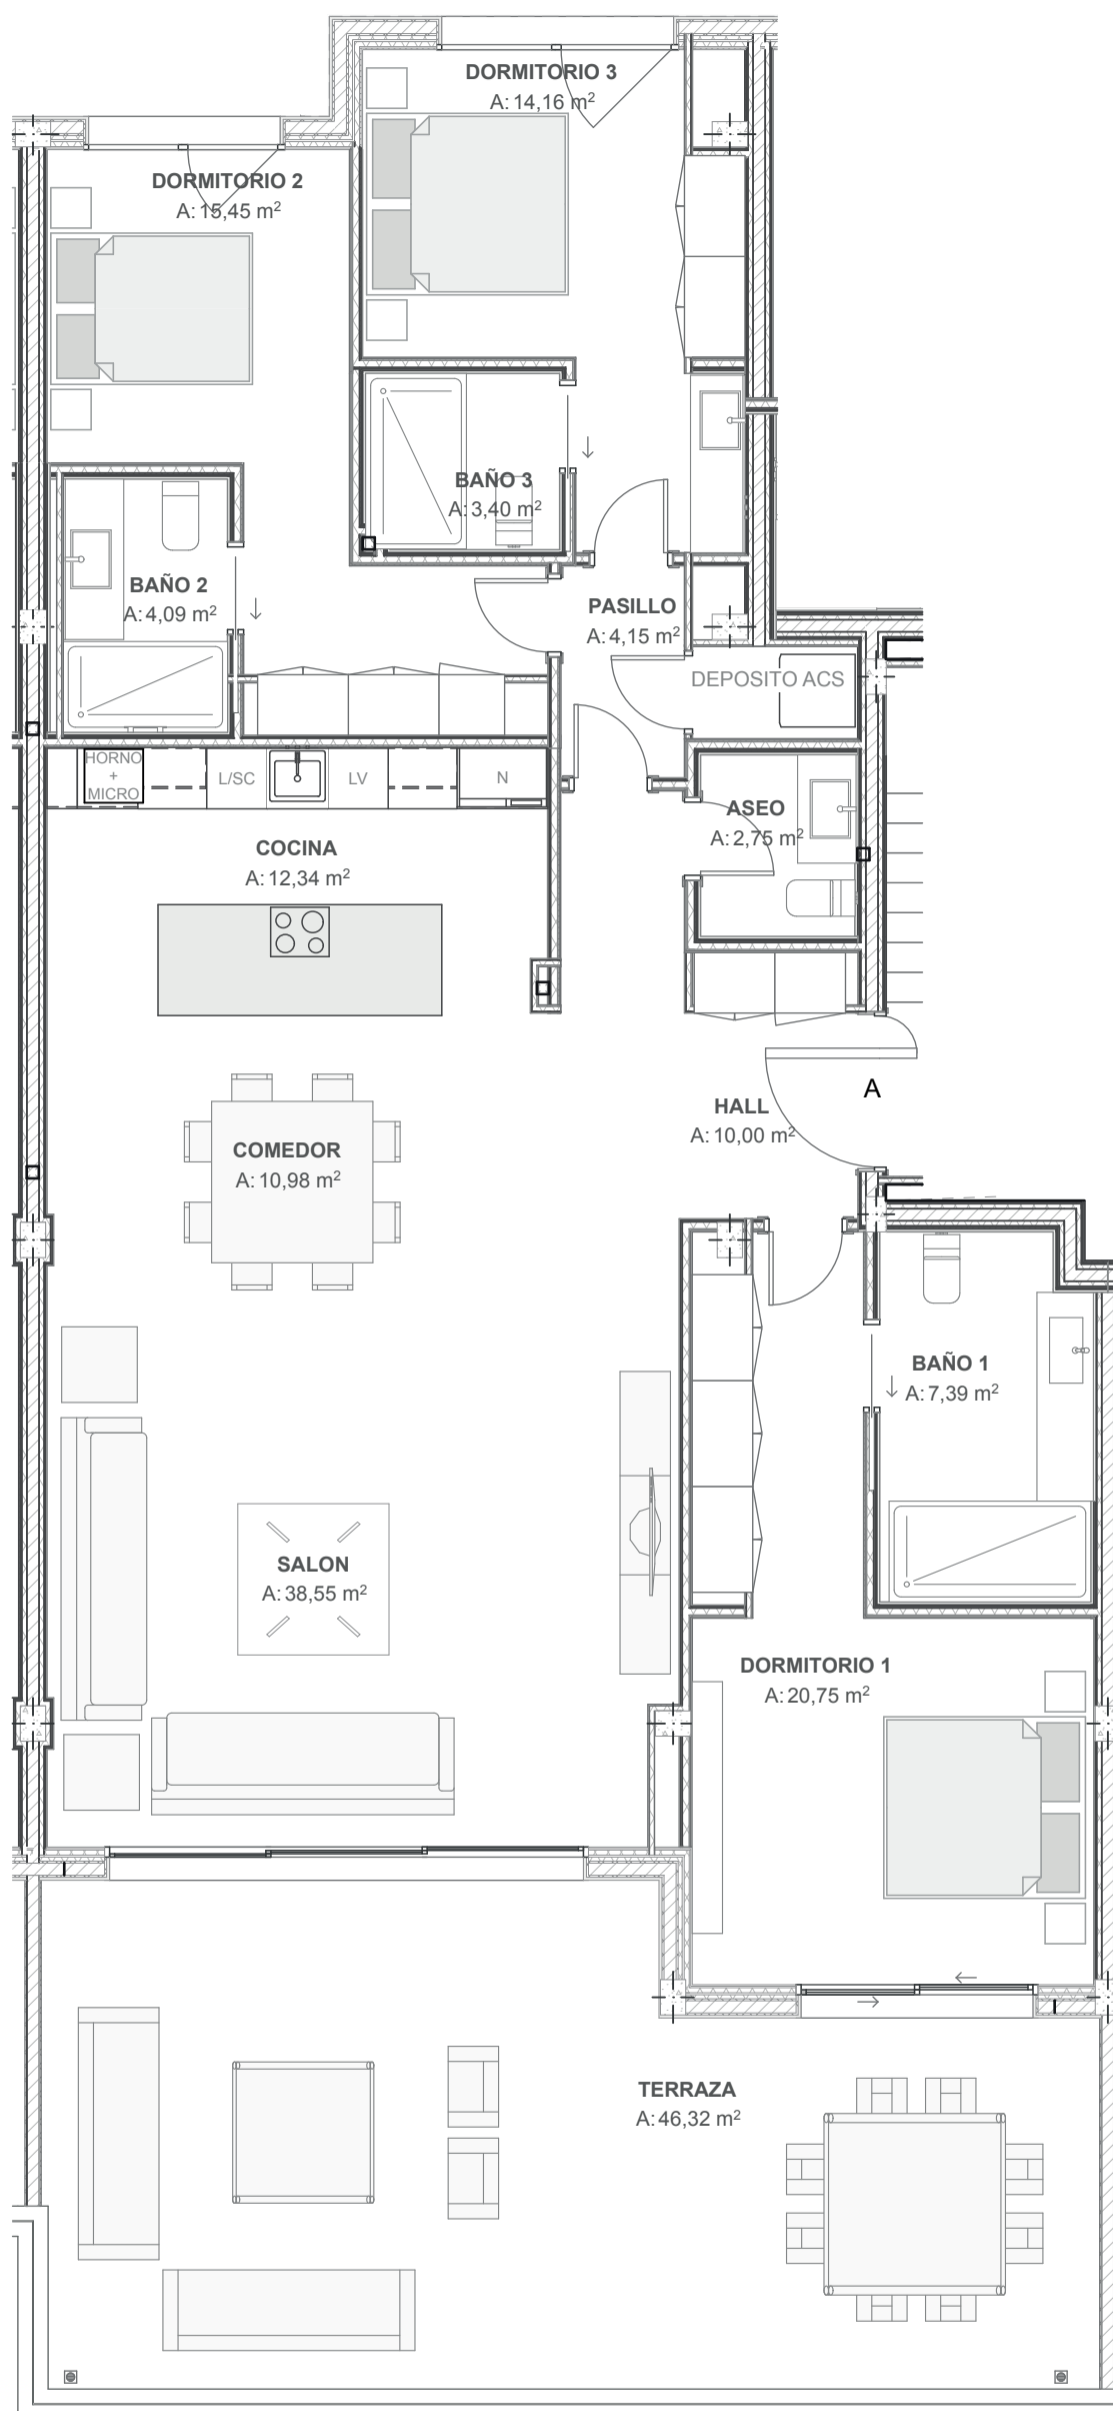 DORMITORIO 3
A: 14,16 m²
DORMITORIO 2
A: 15,45 m²
BAÑO 3
A: 3,40 m²
BAÑO 2
A: 4,09 m²
PASILLO
A: 4,15 m²
DEPOSITO ACS
HORNO
+
MICRO
L/SC
LV
N
ASEO
A: 2,75 m²
COCINA
A: 12,34 m²
A
HALL
A: 10,00 m²
COMEDOR
A: 10,98 m²
BAÑO 1
A: 7,39 m²
SALON
A: 38,55 m²
DORMITORIO 1
A: 20,75 m²
TERRAZA
A: 46,32 m²